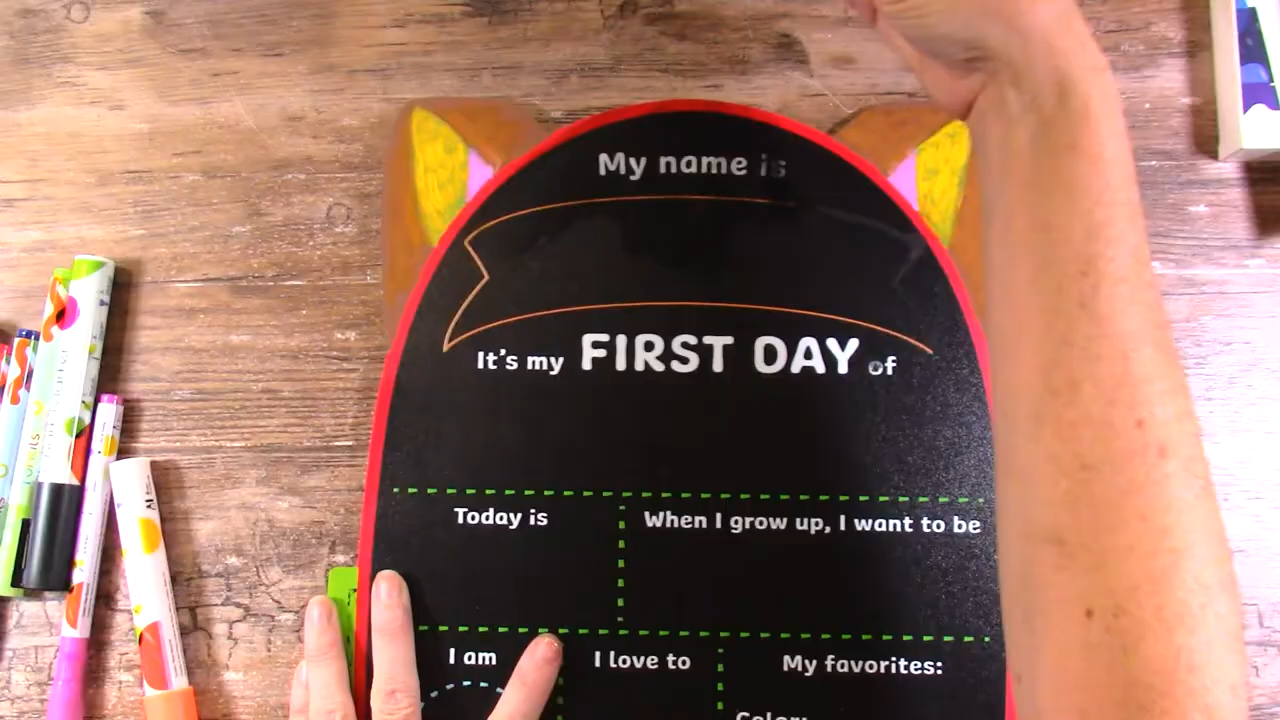 My name is
It's my FIRST DAY of
Today is
When I grow up, I want to be
I am
I love to
My favorites:
Color: